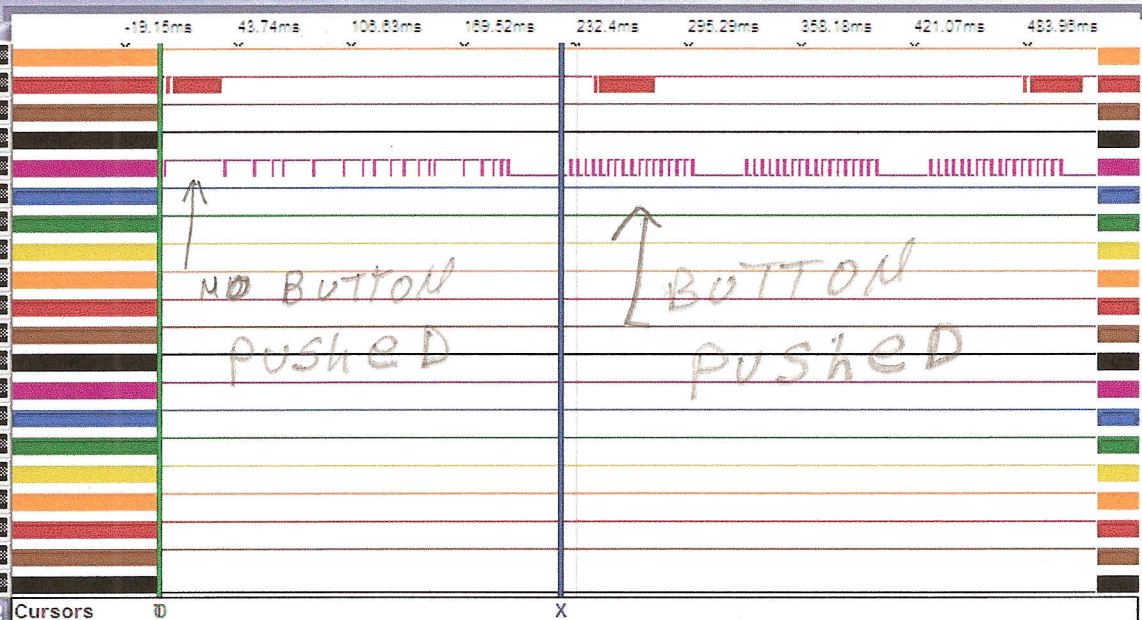 -19.15ms 43.74ms 106.63ms 169.52ms 232.4ms 295.29ms 358.18ms 421.07ms 483.95ms
NO BUTTON
PUSheD
BUTTON
PUSheD
Cursors X